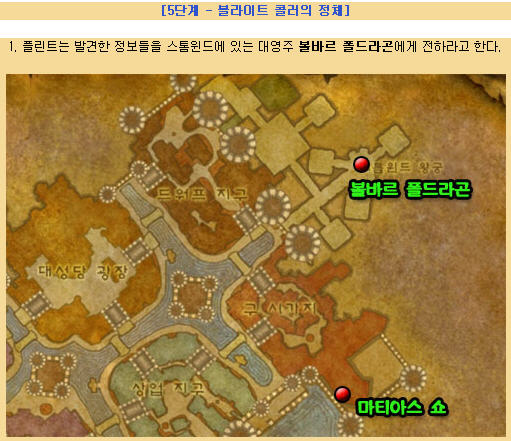 [5단계 - 블라이트 콜러의 정체]
1. 플린트는 발견한 정보들을 스톰윈드에 있는 대영주 볼바르 폴드라곤에게 전하라고 한다.
톰윈드 왕궁
볼바르 폴드라곤
드워프 지구
대성당 광장
구 시가지
상업 지구
마티아스 쇼